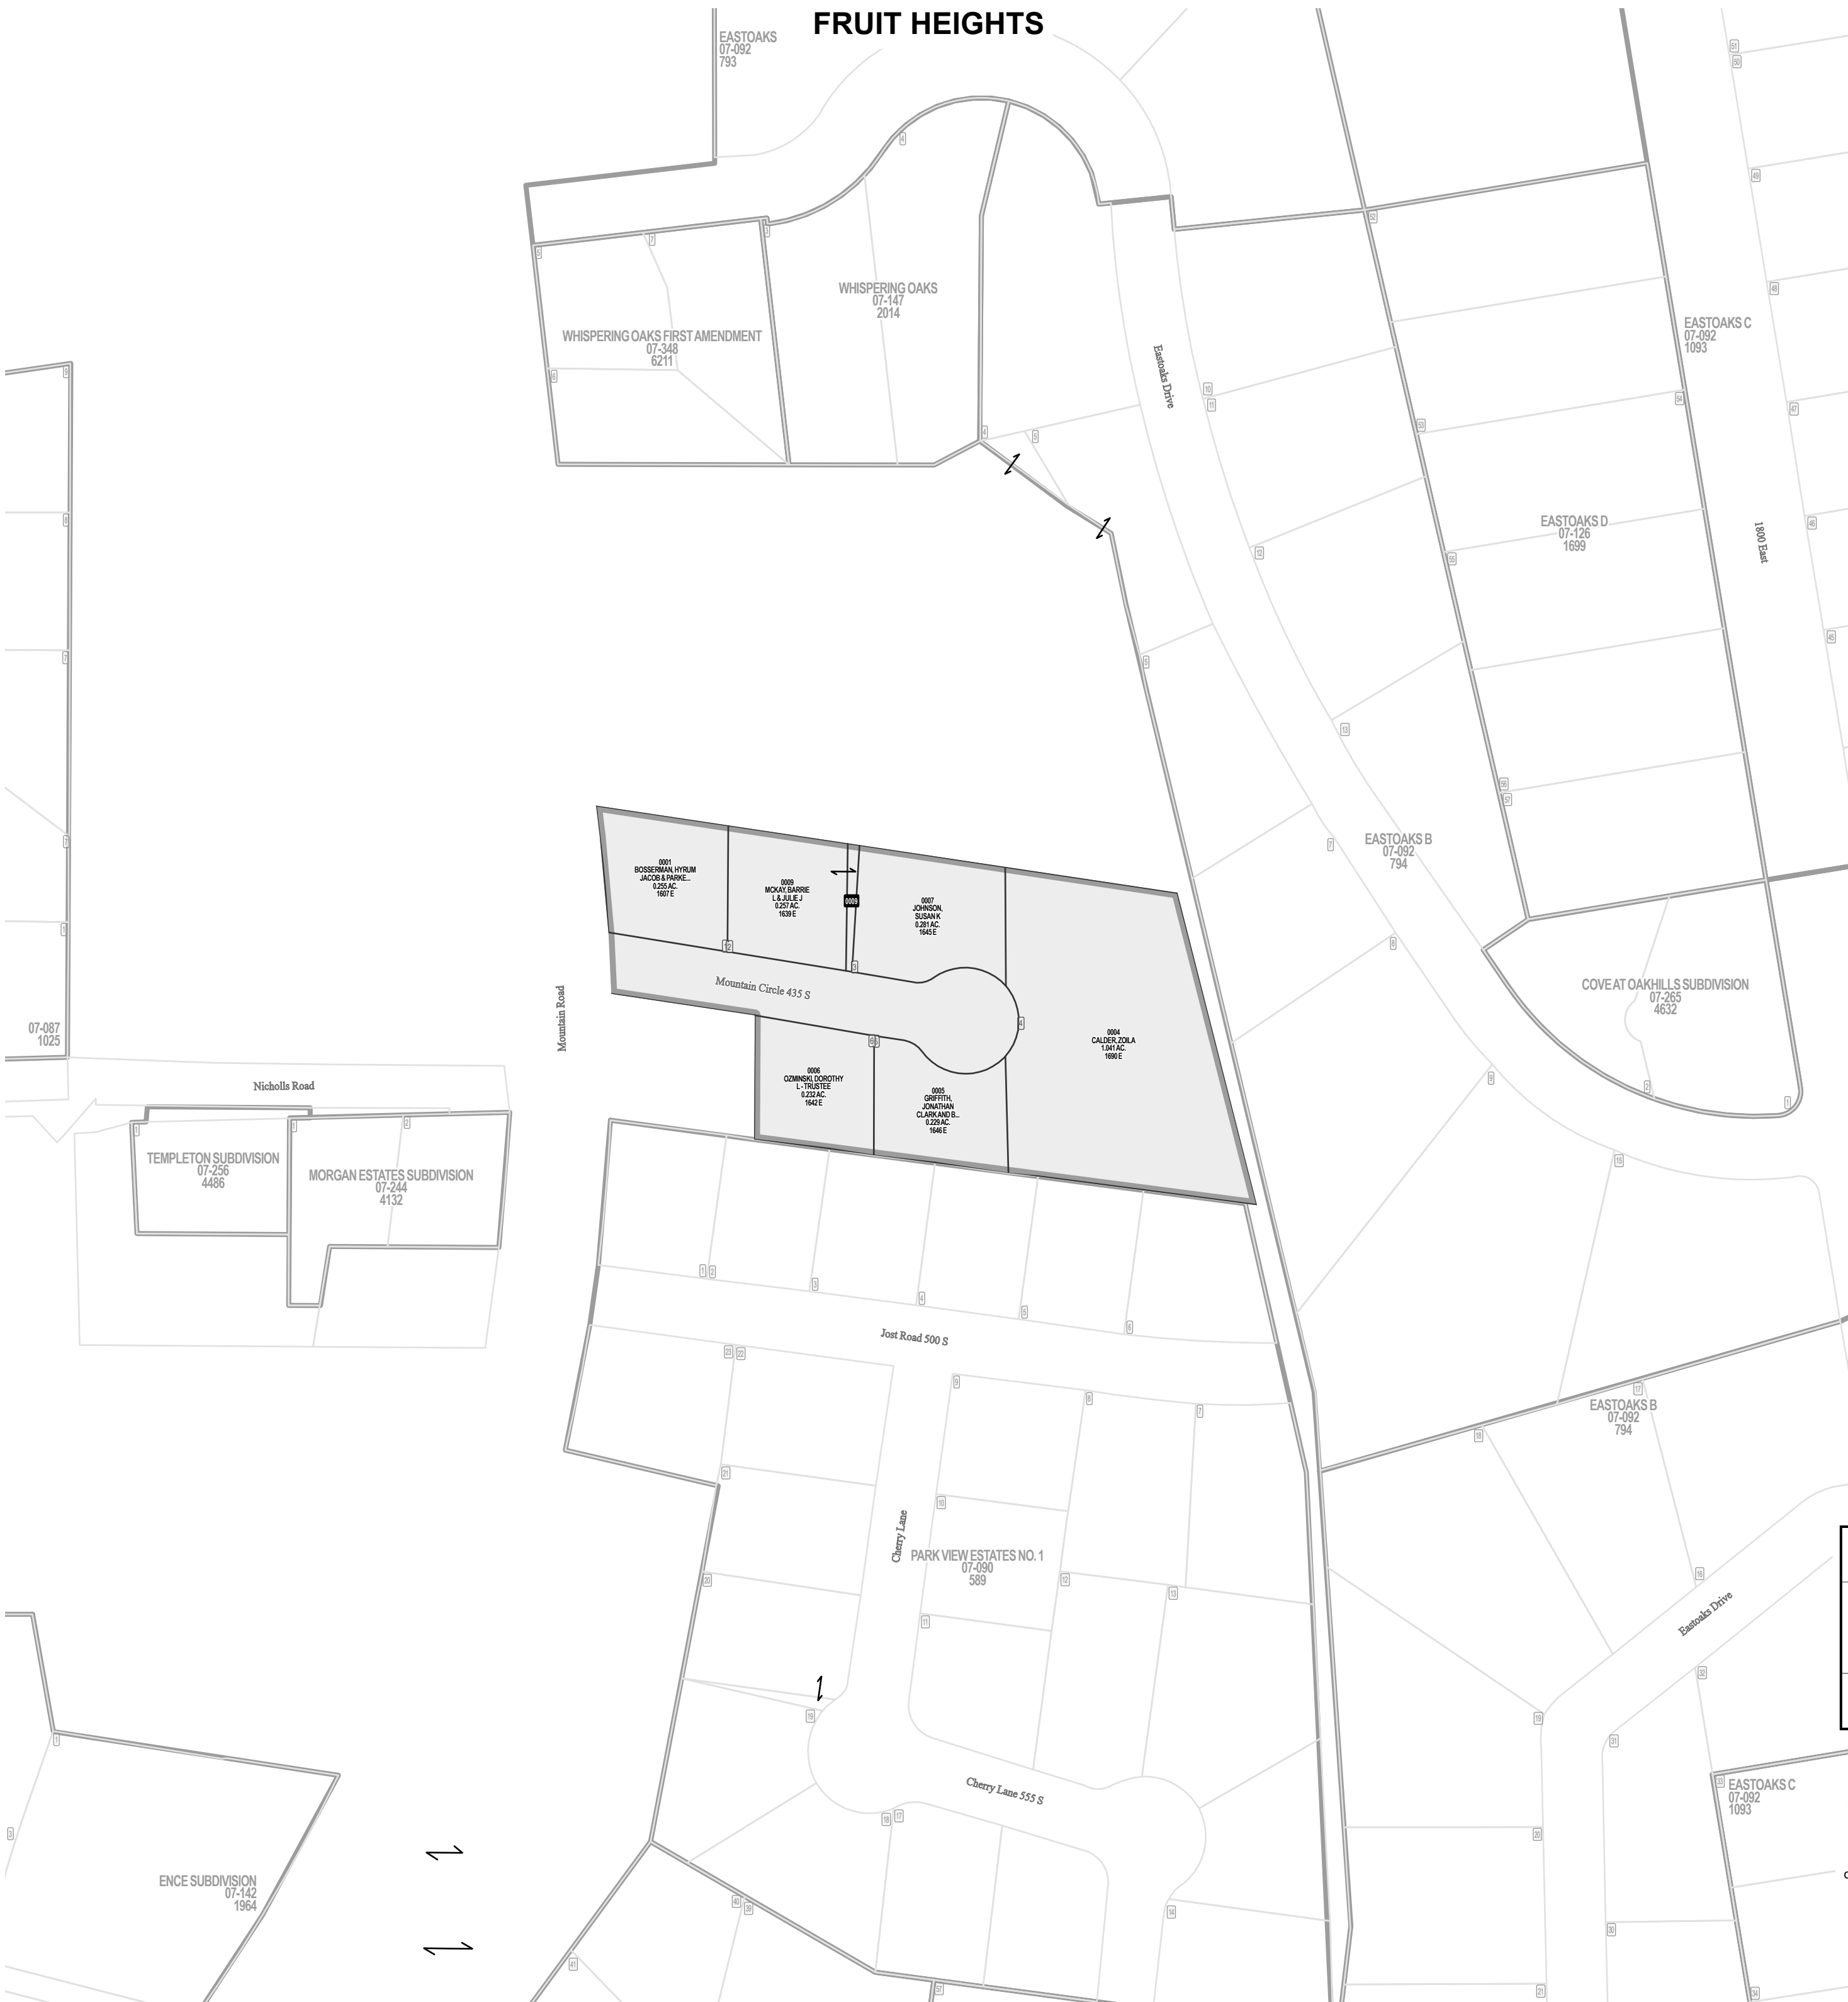 FRUIT HEIGHTS
EASTOAKS
07-092
793
WHISPERING OAKS
07-147
2014
WHISPERING OAKS FIRST AMENDMENT
07-348
6211
EASTOAKS C
07-092
1093
Eastoaks Drive
EASTOAKS D
07-126
1699
1800 East
EASTOAKS B
07-092
794
0001
BOSSERMAN, HYRUM
JACOB & PARKE...
0.255 AC.
1607 E
0009
MCKAY, BARRIE
L & JULIE J
0.257 AC.
1639 E
0009
0007
JOHNSON,
SUSAN K
0.281 AC.
1645 E
Mountain Circle 435 S
Mountain Road
0004
CALDER, ZOILA
1.041 AC.
1690 E
0006
OZMINSKI, DOROTHY
L - TRUSTEE
0.232 AC.
1642 E
0005
GRIFFITH,
JONATHAN
CLARK AND B...
0.229 AC.
1646 E
COVE AT OAKHILLS SUBDIVISION
07-265
4632
07-087
1025
Nicholls Road
TEMPLETON SUBDIVISION
07-256
4486
MORGAN ESTATES SUBDIVISION
07-244
4132
Jost Road 500 S
EASTOAKS B
07-092
794
Cherry Lane
PARK VIEW ESTATES NO. 1
07-090
589
Eastoaks Drive
Cherry Lane 555 S
EASTOAKS C
07-092
1093
ENCE SUBDIVISION
07-142
1964